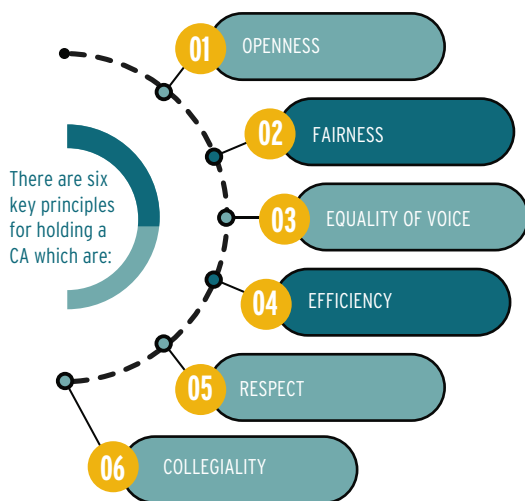 There are six
key principles
for holding a
CA which are:
01 OPENNESS
02 FAIRNESS
03 EQUALITY OF VOICE
04 EFFICIENCY
05 RESPECT
06 COLLEGIALITY